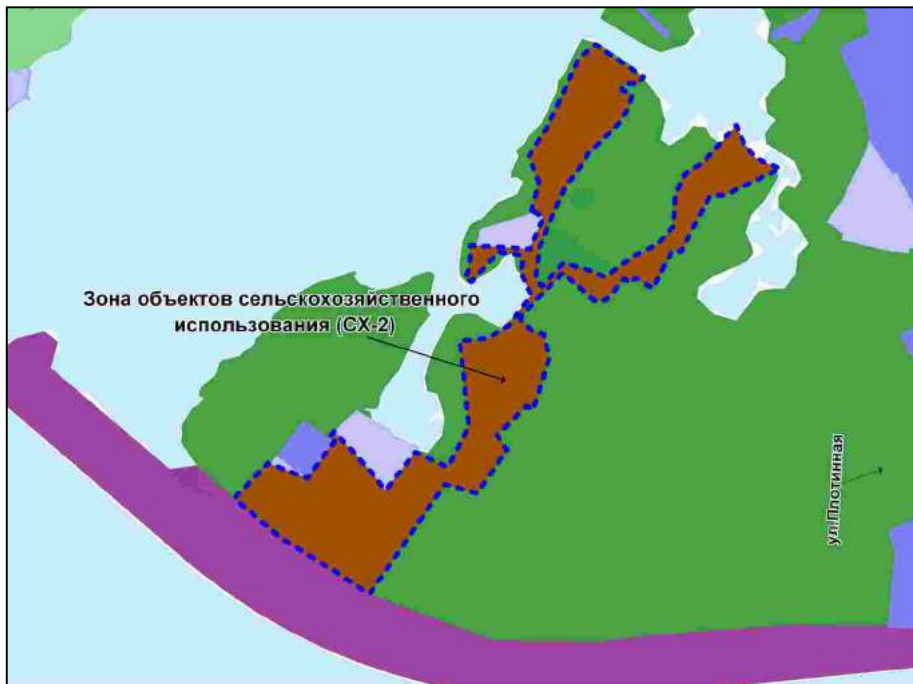 Зона объектов сельскохозяйственного
использования (СХ-2)
ул.Плотинная